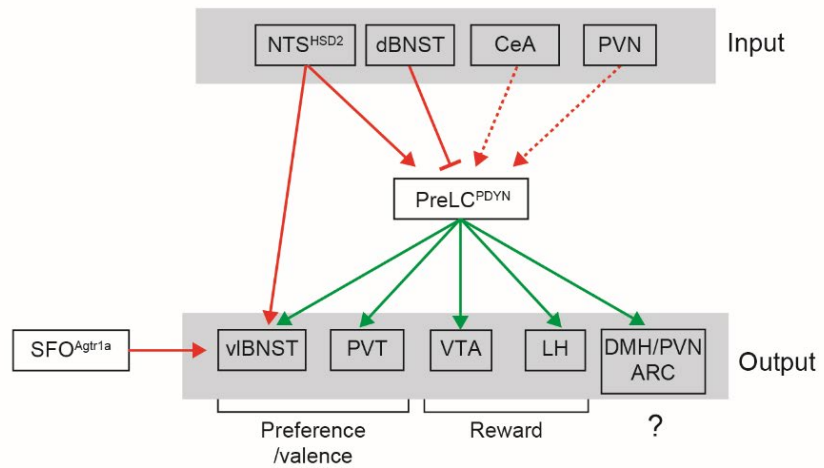 NTSHSD2 dBNST CeA PVN Input
PreLCPDYN
SFOAgtr1a vlBNST PVT VTA LH DMH/PVN
ARC Output
Preference
/valence
Reward
?